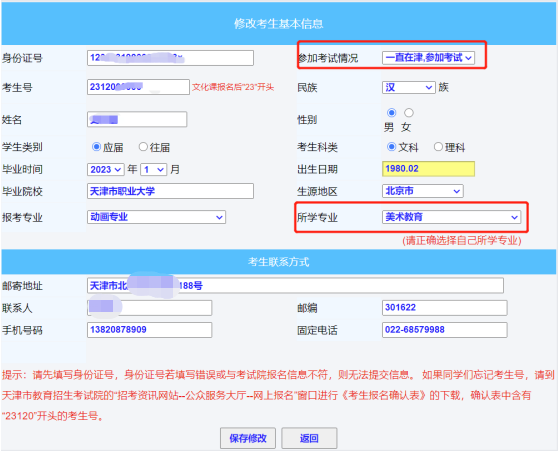 修改考生基本信息
身份证号 参加考试情况 一直在津,参加考试
考生号 文化课报名后"23"开头 民族 汉 族
姓名 性别 男 女
学生类别 应届 往届 考生科类 文科 理科
毕业时间 2023 年 1 月 出生日期 1980.02
毕业院校 天津市职业大学 生源地区 北京市
报考专业 动画专业 所学专业 美术教育
(请正确选择自己所学专业)
考生联系方式
邮寄地址 天津市北 188号
联系人 邮编 301622
手机号码 13820878909 固定电话 022-68579988
提示：请先填写身份证号，身份证号若填写错误或与考试院报名信息不符，则无法提交信息。 如果同学们忘记考生号，请到
天津市教育招生考试院的"招考资讯网站--公众服务大厅--网上报名"窗口进行《考生报名确认表》的下载，确认表中含有
"23120"开头的考生号。
保存修改 返回